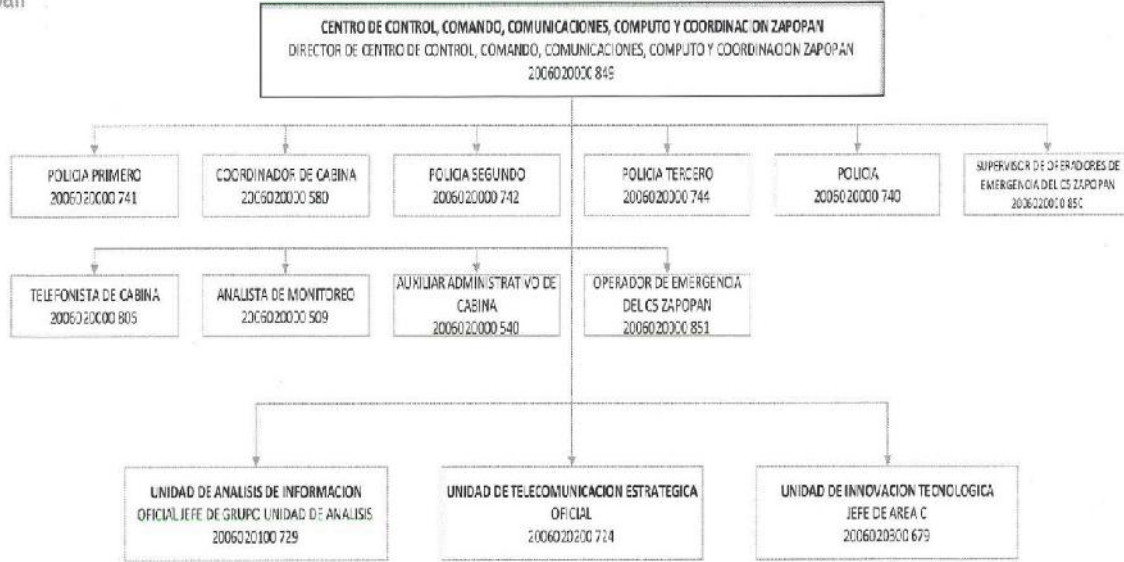 CENTRO DE CONTROL, COMANDO, COMUNICACIONES, COMPUTO Y COORDINACION ZAPOPAN
DIRECTOR DE CENTRO DE CONTROL, COMANDO, COMUNICACIONES, COMPUTO Y COORDINACION ZAPOPAN
2006020000 849
POLICIA PRIMERO
2006020000 741
COORDINADOR DE CABINA
2006020000 580
POLICIA SEGUNDO
2006020000 742
POLICIA TERCERO
2006020000 744
POLICIA
2006020000 740
SUPERVISOR DE OPERADORES DE
EMERGENCIA DEL C5 ZAPOPAN
2006020000 850
TELEFONISTA DE CABINA
2006020000 805
ANALISTA DE MONITOREO
2006020000 509
AUXILIAR ADMINISTRATIVO DE
CABINA
2006020000 540
OPERADOR DE EMERGENCIA
DEL C5 ZAPOPAN
2006020000 851
UNIDAD DE ANALISIS DE INFORMACION
OFICIAL JEFE DE GRUPO UNIDAD DE ANALISIS
2006020100 729
UNIDAD DE TELECOMUNICACION ESTRATEGICA
OFICIAL
2006020200 724
UNIDAD DE INNOVACION TECNOLOGICA
JEFE DE AREA C
2006020300 679